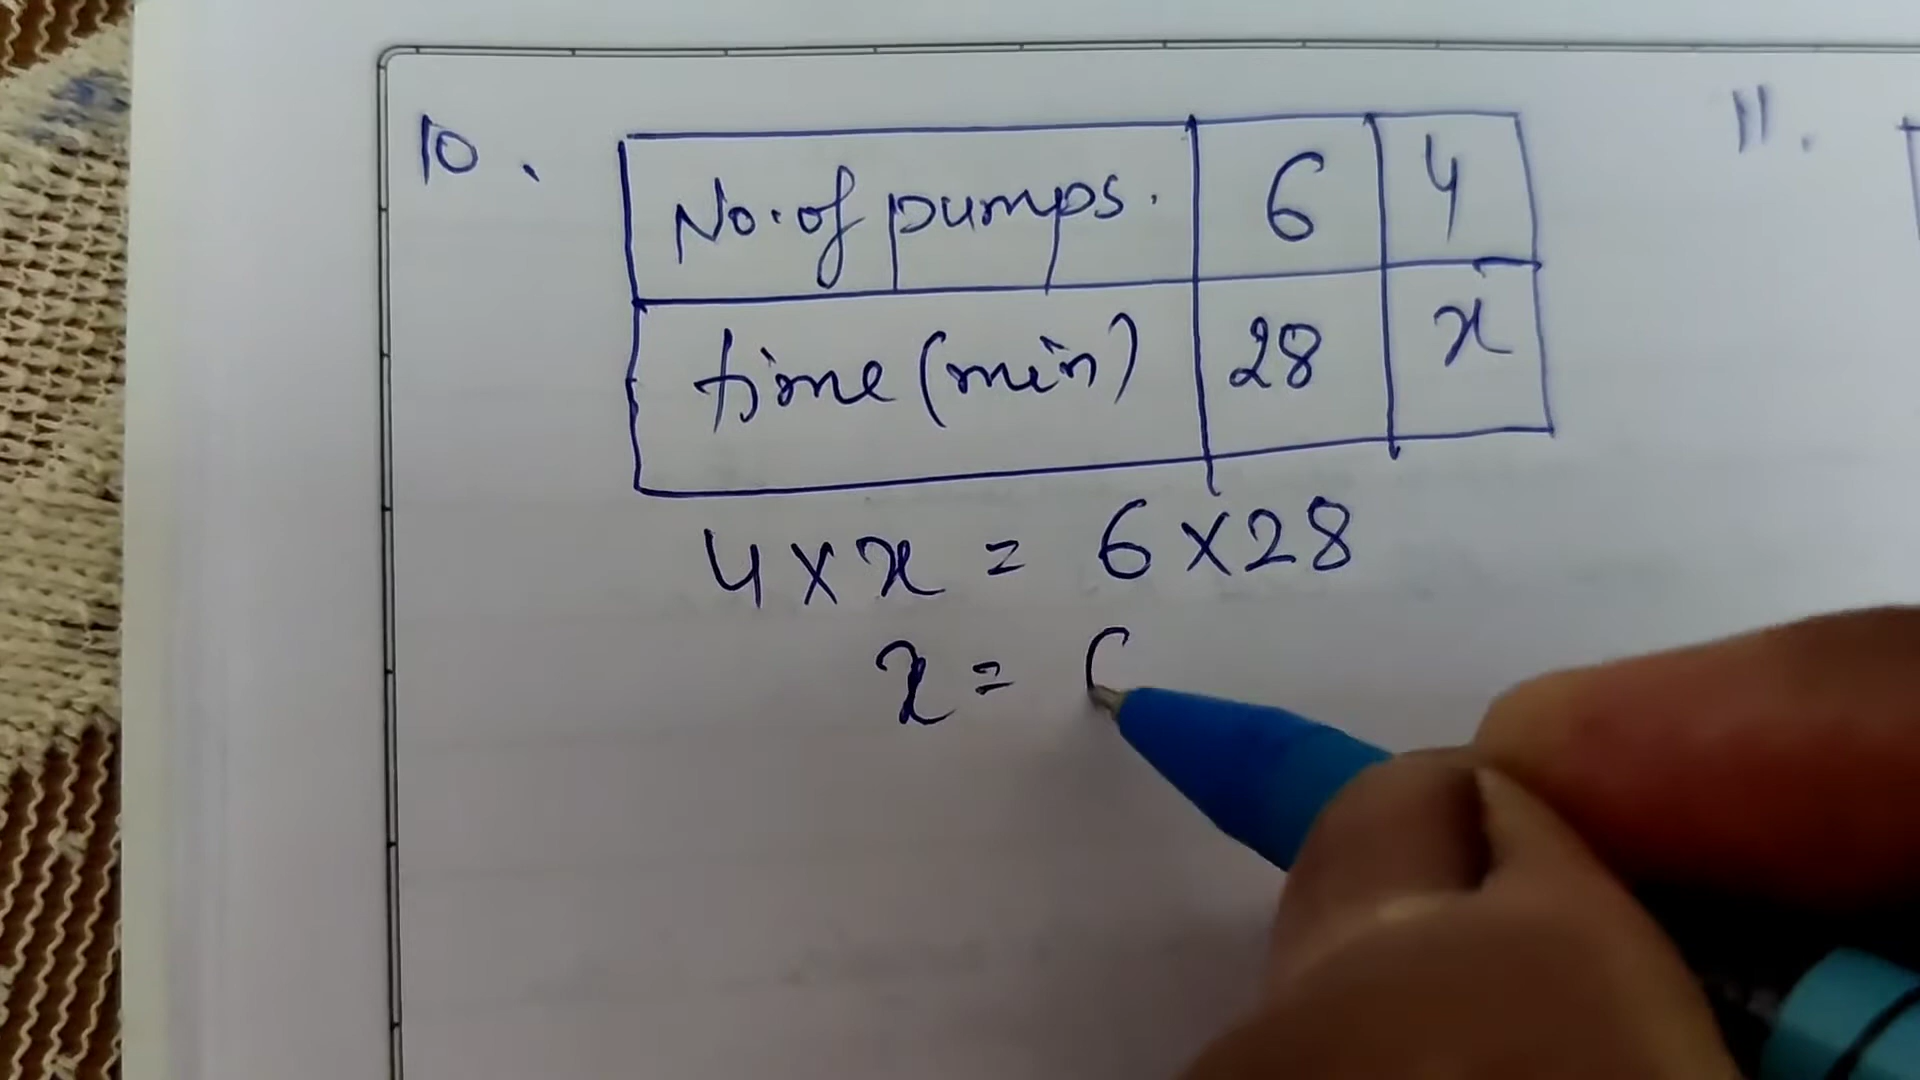 10.
No. of pumps. 6 4
time (min) 28 x
4 × x = 6 × 28
x =
11.